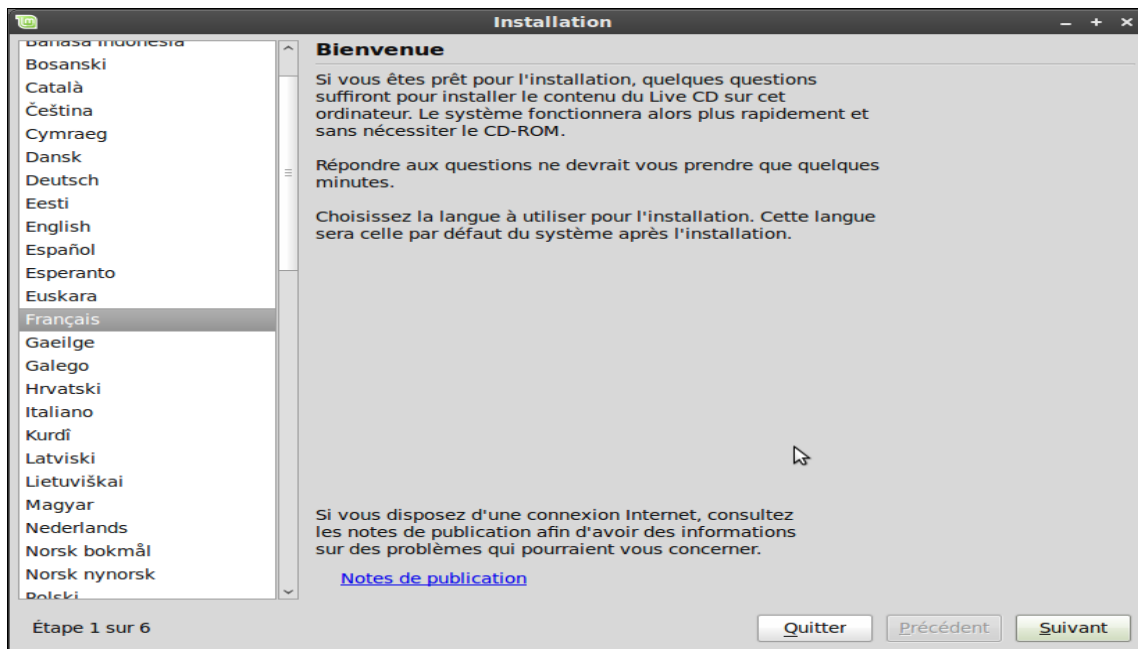 Installation
Bahasa Indonesia
Bosanski
Català
Čeština
Cymraeg
Dansk
Deutsch
Eesti
English
Español
Esperanto
Euskara
Français
Gaeilge
Galego
Hrvatski
Italiano
Kurdî
Latviski
Lietuviškai
Magyar
Nederlands
Norsk bokmål
Norsk nynorsk
Polski
Bienvenue
Si vous êtes prêt pour l'installation, quelques questions
suffiront pour installer le contenu du Live CD sur cet
ordinateur. Le système fonctionnera alors plus rapidement et
sans nécessiter le CD-ROM.
Répondre aux questions ne devrait vous prendre que quelques
minutes.
Choisissez la langue à utiliser pour l'installation. Cette langue
sera celle par défaut du système après l'installation.
Si vous disposez d'une connexion Internet, consultez
les notes de publication afin d'avoir des informations
sur des problèmes qui pourraient vous concerner.
Notes de publication
Étape 1 sur 6
Quitter
Précédent
Suivant